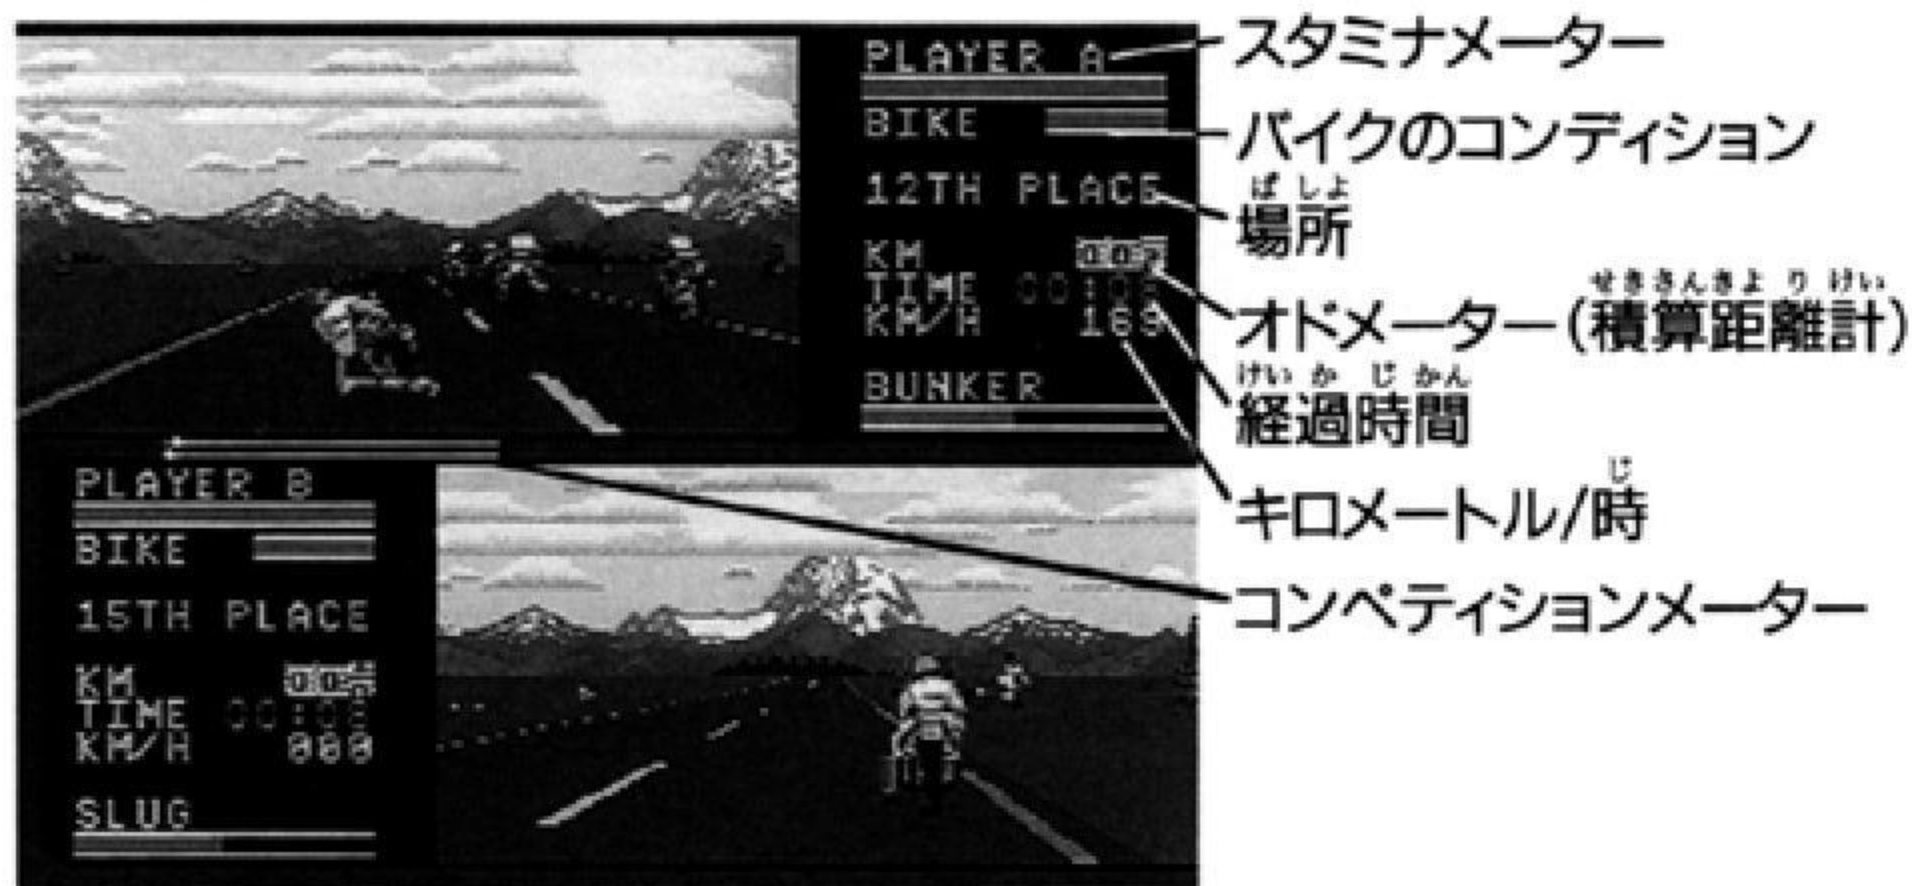 PLAYER A
BIKE
12TH PLACE
KM
TIME
KM/H 169
BUNKER
PLAYER B
BIKE
15TH PLACE
KM
TIME 00:08
KM/H 000
SLUG
スタミナメーター
バイクのコンディション
ばしょ
場所
せきさんきょりけい
オドメーター(積算距離計)
けいかじかん
経過時間
じ
キロメートル/時
コンペティションメーター